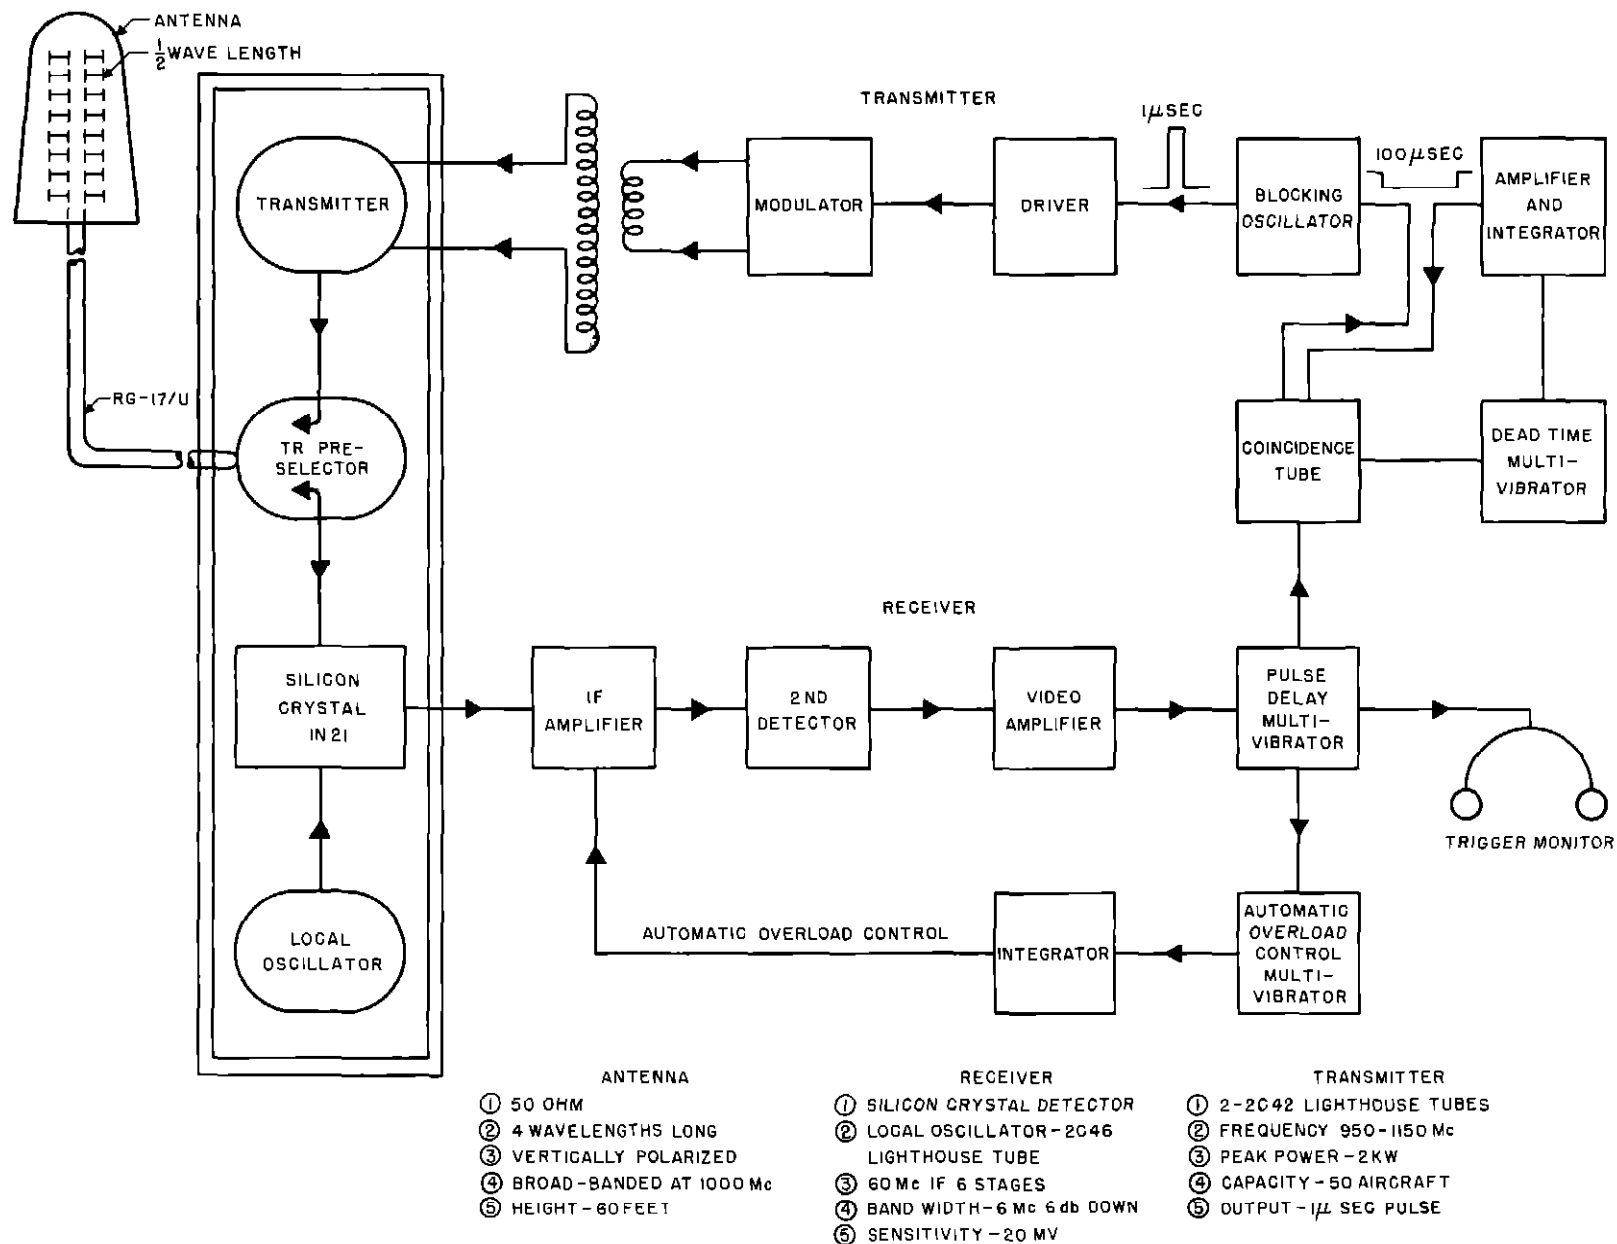 ANTENNA
1/2 WAVE LENGTH
TRANSMITTER
1μSEC
100μSEC
TRANSMITTER
MODULATOR
DRIVER
BLOCKING
OSCILLATOR
AMPLIFIER
AND
INTEGRATOR
RG-17/U
TR PRE-
SELECTOR
COINCIDENCE
TUBE
DEAD TIME
MULTI-
VIBRATOR
RECEIVER
SILICON
CRYSTAL
IN21
IF
AMPLIFIER
2ND
DETECTOR
VIDEO
AMPLIFIER
PULSE
DELAY
MULTI-
VIBRATOR
TRIGGER MONITOR
LOCAL
OSCILLATOR
AUTOMATIC OVERLOAD CONTROL
INTEGRATOR
AUTOMATIC
OVERLOAD
CONTROL
MULTI-
VIBRATOR
ANTENNA
① 50 OHM
② 4 WAVELENGTHS LONG
③ VERTICALLY POLARIZED
④ BROAD-BANDED AT 1000 Mc
⑤ HEIGHT-60 FEET
RECEIVER
① SILICON CRYSTAL DETECTOR
② LOCAL OSCILLATOR-2C46
LIGHTHOUSE TUBE
③ 60 Mc IF 6 STAGES
④ BAND WIDTH-6 Mc 6 db DOWN
⑤ SENSITIVITY-20 MV
TRANSMITTER
① 2-2C42 LIGHTHOUSE TUBES
② FREQUENCY 950-1150 Mc
③ PEAK POWER-2KW
④ CAPACITY-50 AIRCRAFT
⑤ OUTPUT-1μ SEC PULSE